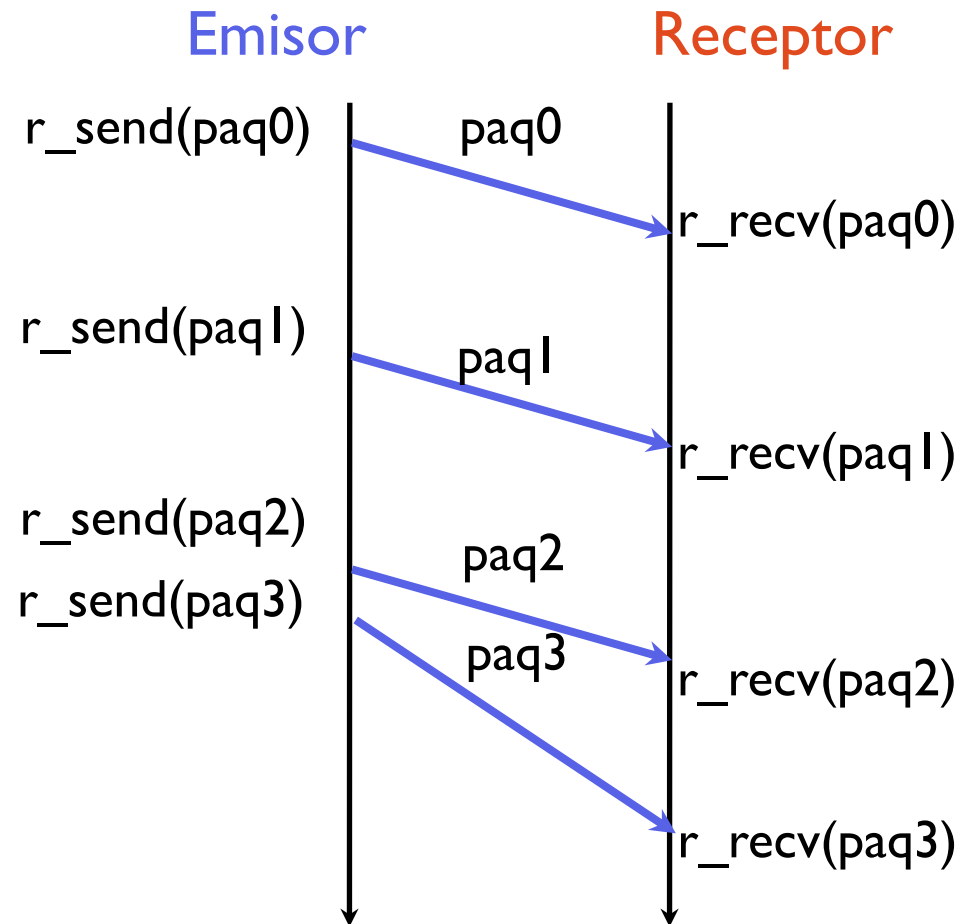 Emisor Receptor
r_send(paq0) paq0
r_recv(paq0)
r_send(paq1) paq1
r_recv(paq1)
r_send(paq2) paq2
r_send(paq3) paq3
r_recv(paq2)
r_recv(paq3)